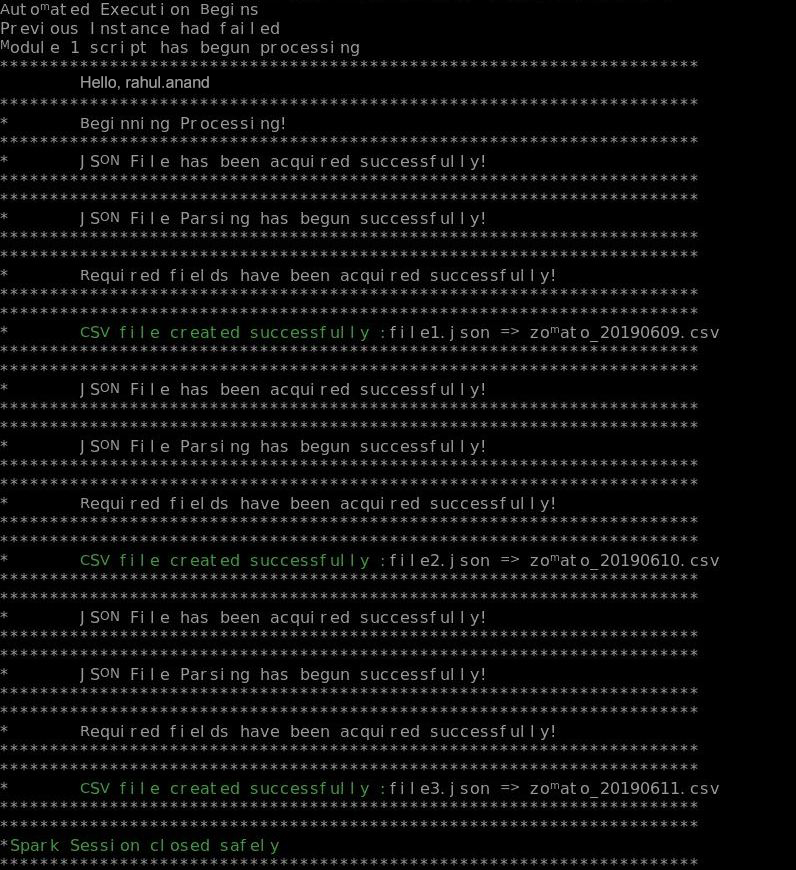 Automated Execution Begins
Previous Instance had failed
Module 1 script has begun processing
**********************************************************************
Hello, rahul.anand
**********************************************************************
* Beginning Processing!
**********************************************************************
* JSON File has been acquired successfully!
**********************************************************************
**********************************************************************
* JSON File Parsing has begun successfully!
**********************************************************************
**********************************************************************
* Required fields have been acquired successfully!
**********************************************************************
**********************************************************************
* CSV file created successfully :file1.json => zomato_20190609.csv
**********************************************************************
**********************************************************************
* JSON File has been acquired successfully!
**********************************************************************
**********************************************************************
* JSON File Parsing has begun successfully!
**********************************************************************
**********************************************************************
* Required fields have been acquired successfully!
**********************************************************************
**********************************************************************
* CSV file created successfully :file2.json => zomato_20190610.csv
**********************************************************************
**********************************************************************
* JSON File has been acquired successfully!
**********************************************************************
**********************************************************************
* JSON File Parsing has begun successfully!
**********************************************************************
**********************************************************************
* Required fields have been acquired successfully!
**********************************************************************
**********************************************************************
* CSV file created successfully :file3.json => zomato_20190611.csv
**********************************************************************
**********************************************************************
*Spark Session closed safely
**********************************************************************